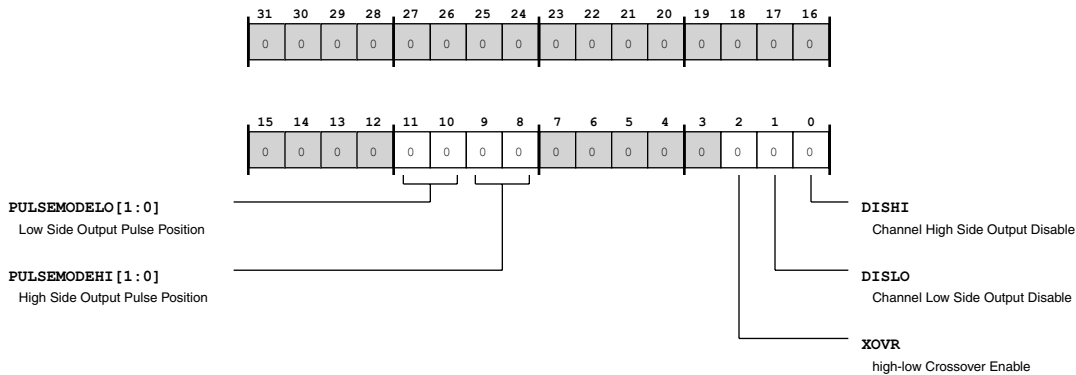 31 30 29 28 27 26 25 24 23 22 21 20 19 18 17 16
0 0 0 0 0 0 0 0 0 0 0 0 0 0 0 0
15 14 13 12 11 10 9 8 7 6 5 4 3 2 1 0
0 0 0 0 0 0 0 0 0 0 0 0 0 0 0 0
PULSEMODELO[1:0]
Low Side Output Pulse Position
PULSEMODEHI[1:0]
High Side Output Pulse Position
DISHI
Channel High Side Output Disable
DISLO
Channel Low Side Output Disable
XOVR
high-low Crossover Enable